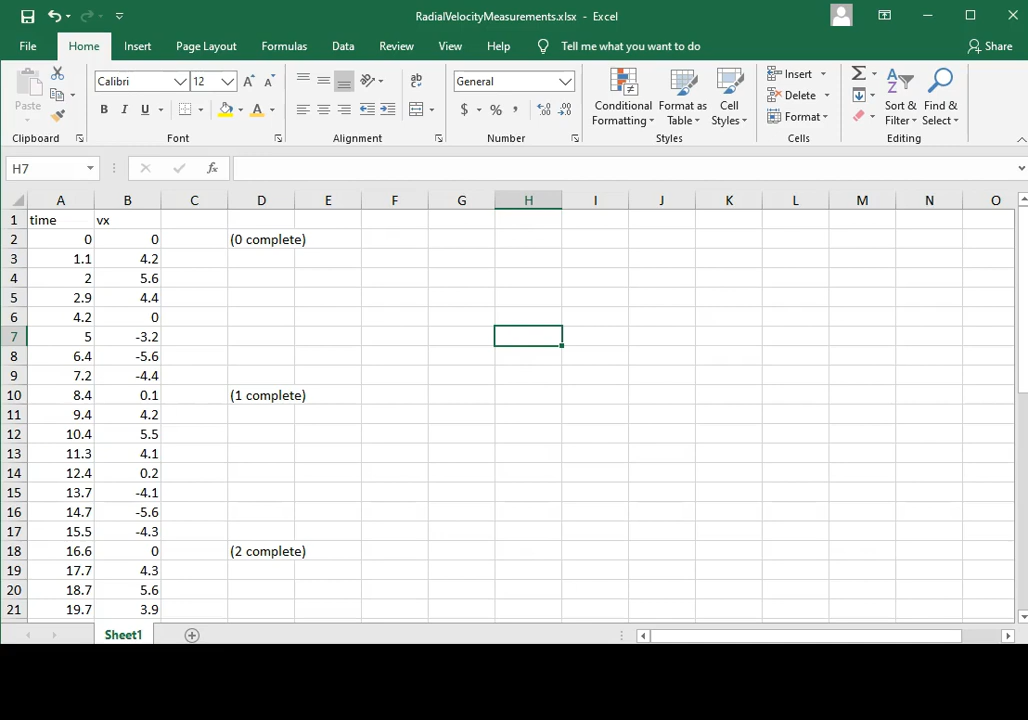 RadialVelocityMeasurements.xlsx - Excel
File Home Insert Page Layout Formulas Data Review View Help Tell me what you want to do Share
Calibri 12 General Insert
Paste B I U $ % , Conditional Formatting Format as Table Cell Styles Delete Format Sort & Filter Find & Select
Clipboard Font Alignment Number Styles Cells Editing
H7 fx
A B C D E F G H I J K L M N O
1 time vx
2 0 0 (0 complete)
3 1.1 4.2
4 2 5.6
5 2.9 4.4
6 4.2 0
7 5 -3.2
8 6.4 -5.6
9 7.2 -4.4
10 8.4 0.1 (1 complete)
11 9.4 4.2
12 10.4 5.5
13 11.3 4.1
14 12.4 0.2
15 13.7 -4.1
16 14.7 -5.6
17 15.5 -4.3
18 16.6 0 (2 complete)
19 17.7 4.3
20 18.7 5.6
21 19.7 3.9
Sheet1